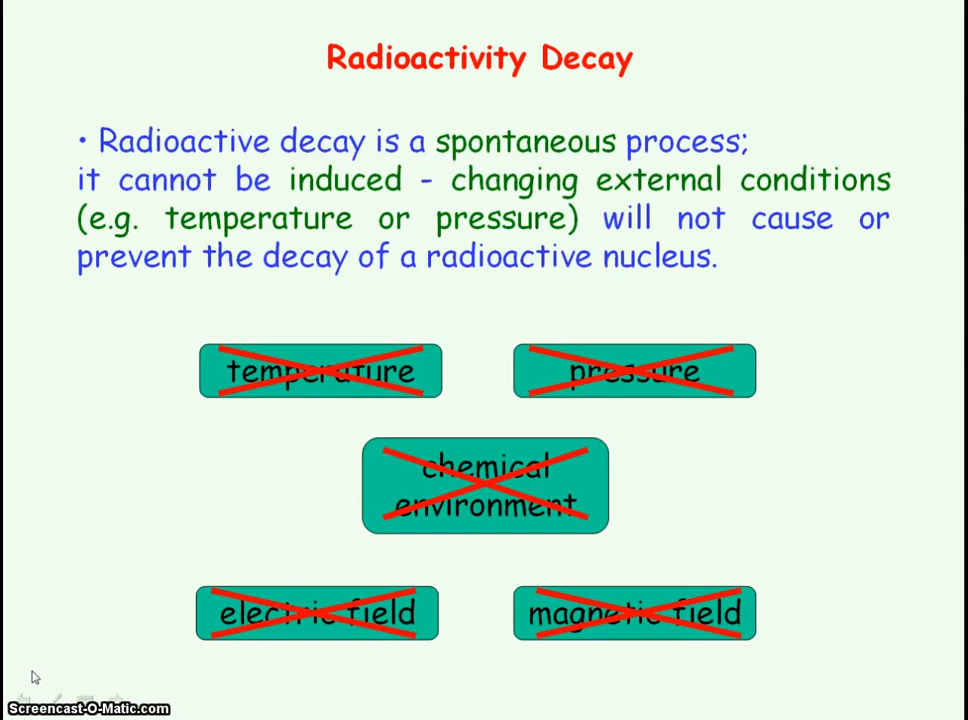 Radioactivity Decay
• Radioactive decay is a spontaneous process;
it cannot be induced - changing external conditions
(e.g. temperature or pressure) will not cause or
prevent the decay of a radioactive nucleus.
temperature pressure
chemical
environment
electric field magnetic field
Screencast-O-Matic.com